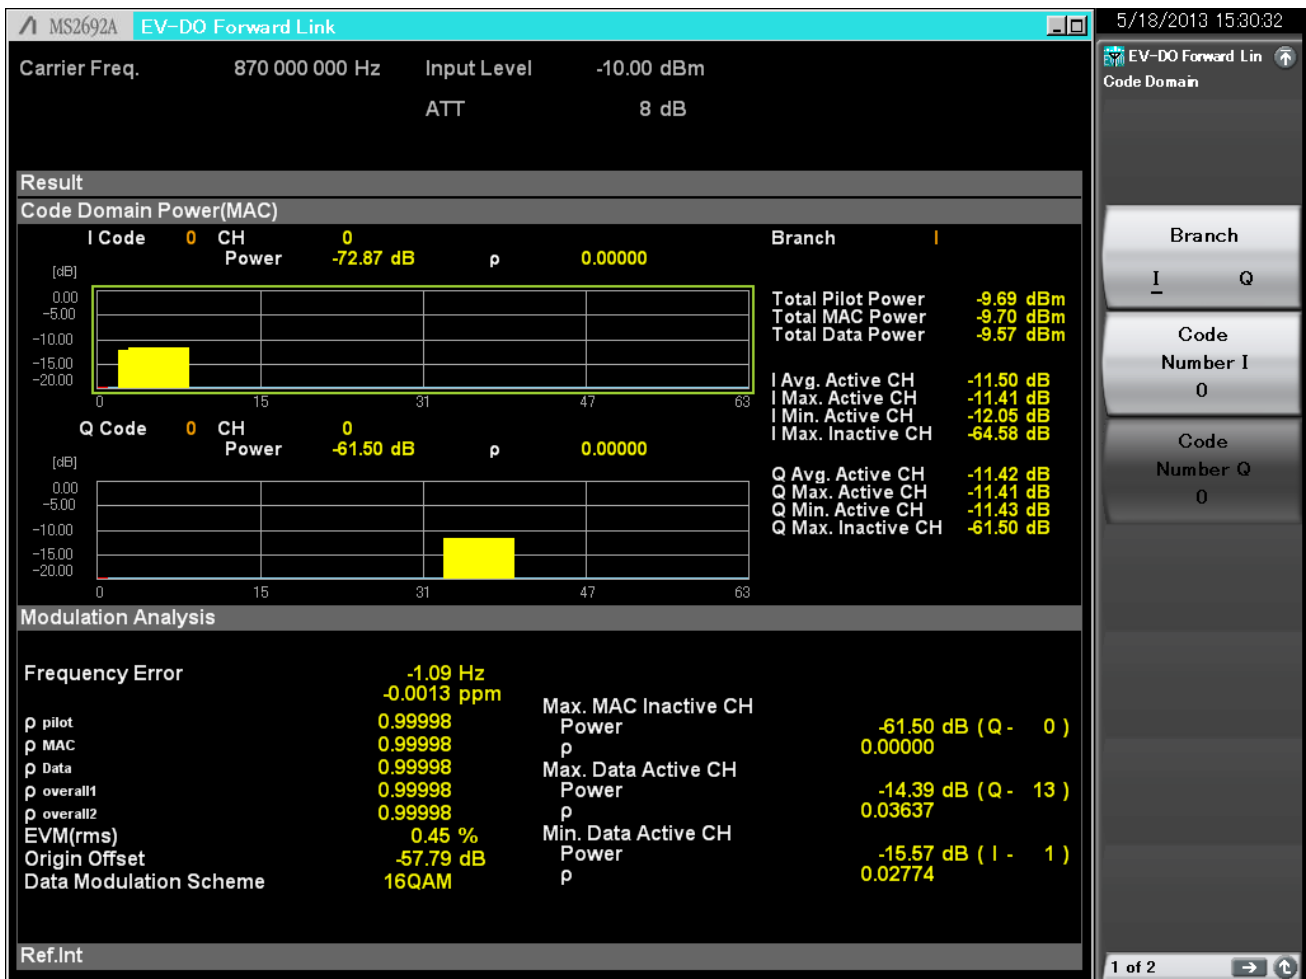 MS2692A EV-DO Forward Link
5/18/2013 15:30:32
Carrier Freq. 870 000 000 Hz Input Level -10.00 dBm
ATT 8 dB
Result
Code Domain Power(MAC)
I Code 0 CH 0
Power -72.87 dB ρ 0.00000
[dB]
0.00
-5.00
-10.00
-15.00
-20.00
0 15 31 47 63
Q Code 0 CH 0
Power -61.50 dB ρ 0.00000
[dB]
0.00
-5.00
-10.00
-15.00
-20.00
0 15 31 47 63
Branch I
Total Pilot Power -9.69 dBm
Total MAC Power -9.70 dBm
Total Data Power -9.57 dBm
I Avg. Active CH -11.50 dB
I Max. Active CH -11.41 dB
I Min. Active CH -12.05 dB
I Max. Inactive CH -64.58 dB
Q Avg. Active CH -11.42 dB
Q Max. Active CH -11.41 dB
Q Min. Active CH -11.43 dB
Q Max. Inactive CH -61.50 dB
Modulation Analysis
Frequency Error -1.09 Hz
-0.0013 ppm
ρ pilot 0.99998
ρ MAC 0.99998
ρ Data 0.99998
ρ overall1 0.99998
ρ overall2 0.99998
EVM(rms) 0.45 %
Origin Offset -57.79 dB
Data Modulation Scheme 16QAM
Max. MAC Inactive CH
Power -61.50 dB ( Q - 0 )
ρ 0.00000
Max. Data Active CH
Power -14.39 dB ( Q - 13 )
ρ 0.03637
Min. Data Active CH
Power -15.57 dB ( I - 1 )
ρ 0.02774
Ref.Int
EV-DO Forward Lin
Code Domain
Branch
I Q
Code
Number I
0
Code
Number Q
0
1 of 2